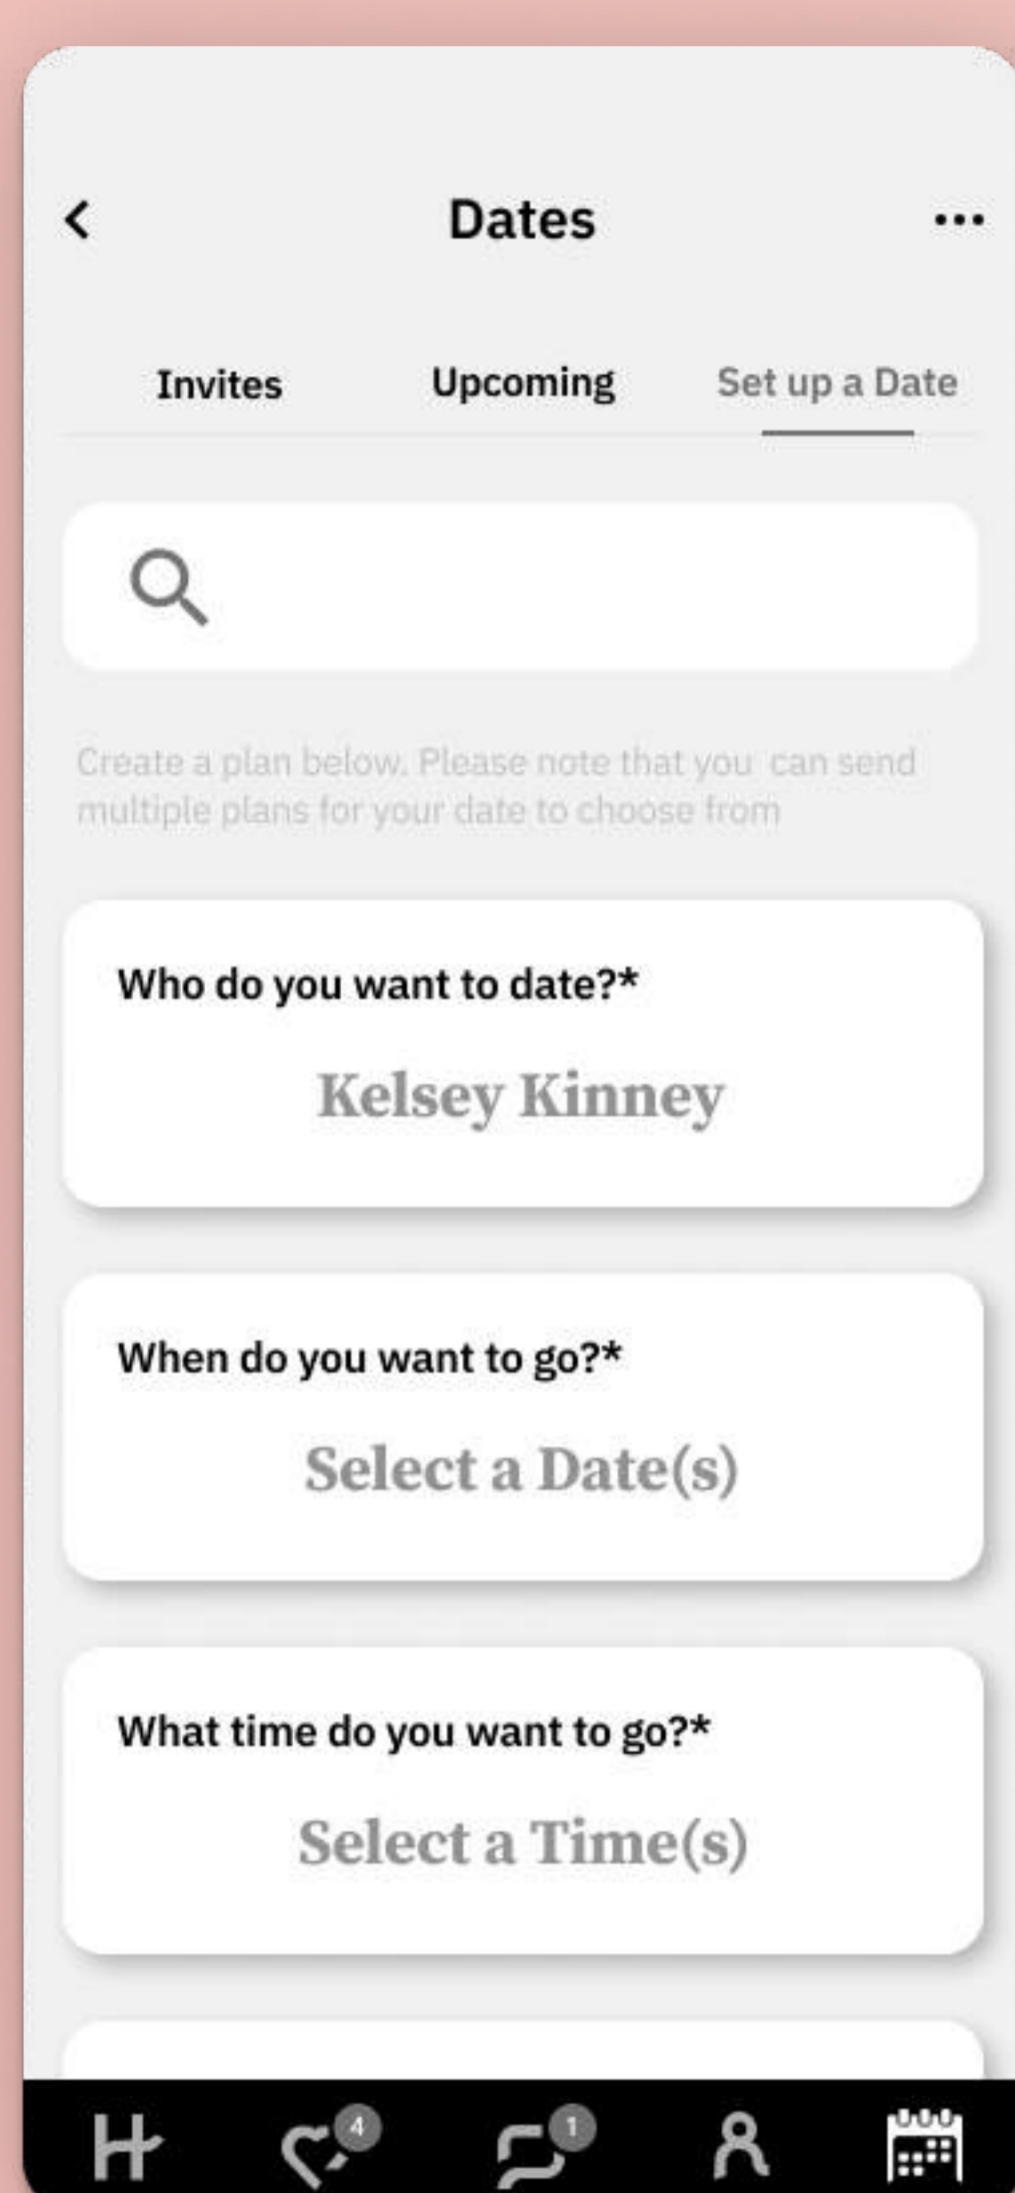 Dates
Invites Upcoming Set up a Date
Create a plan below. Please note that you can send
multiple plans for your date to choose from
Who do you want to date?*
Kelsey Kinney
When do you want to go?*
Select a Date(s)
What time do you want to go?*
Select a Time(s)
4 1